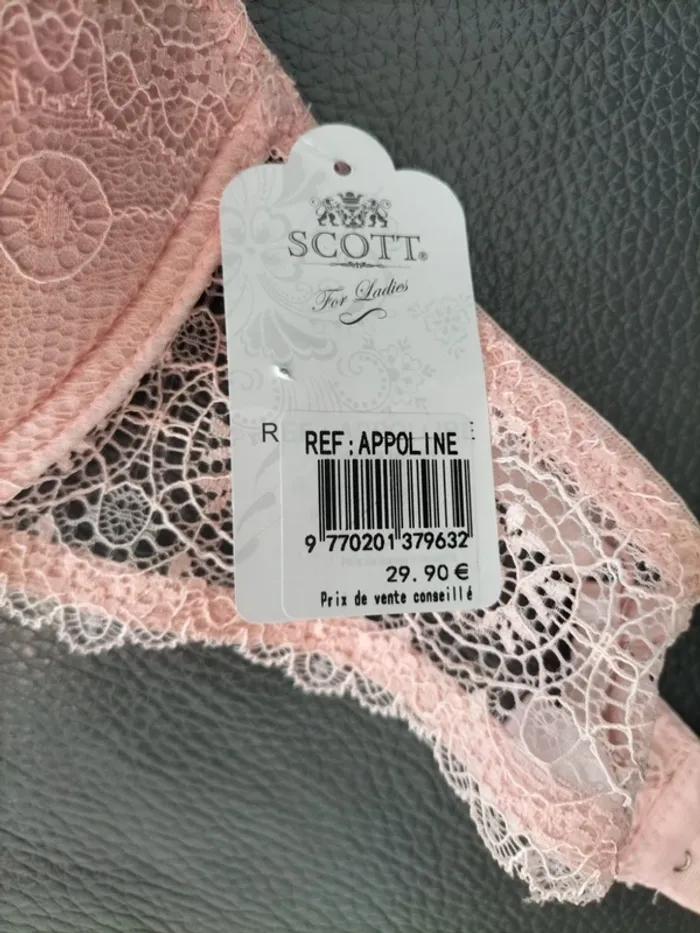 SCOTT®
For Ladies
R
REF:APPOLINE
9 770201 379632
29.90 €
Prix de vente conseillé